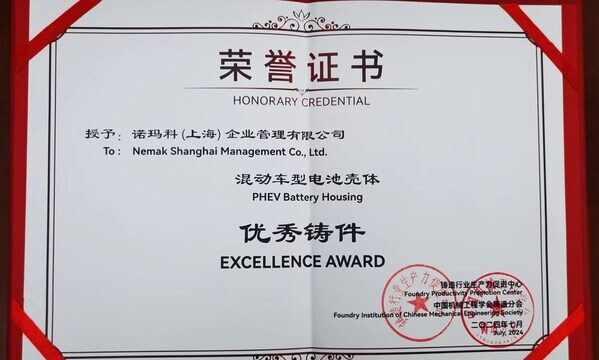 荣誉证书
HONORARY CREDENTIAL
授予：诺玛科(上海)企业管理有限公司
To： Nemak Shanghai Management Co., Ltd.
混动车型电池壳体
PHEV Battery Housing
优秀铸件
EXCELLENCE AWARD
铸造行业生产力促进中心
Foundry Productivity Promotion Center
中国机械工程学会铸造分会
Foundry Institution of Chinese Mechanical Engineering Society
二〇二四年七月
July, 2024